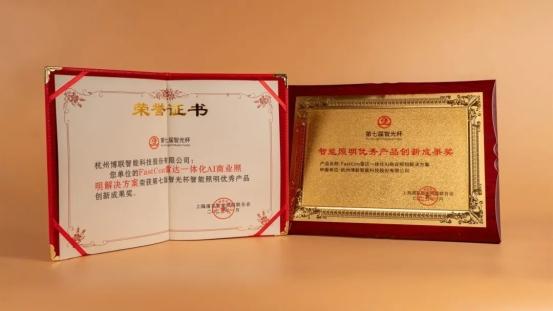 荣誉证书
第七届智光杯
杭州博联智能科技股份有限公司：
您单位的FastCon雷达一体化AI商业照
明解决方案荣获第七届智光杯智能照明优秀产品
创新成果奖。
第七届智光杯
智能照明优秀产品创新成果奖
产品名称：FastCon雷达一体化AI商业照明解决方案
申报单位：杭州博联智能科技股份有限公司